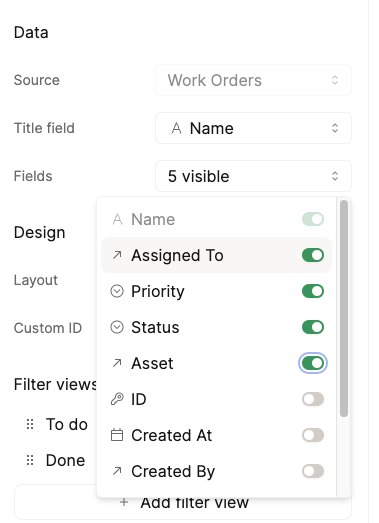 Data
Source Work Orders
Title field Name
Fields 5 visible
Name
Design
Assigned To
Layout
Priority
Custom ID
Status
Asset
Filter views
ID
To do
Created At
Done
Created By
Add filter view